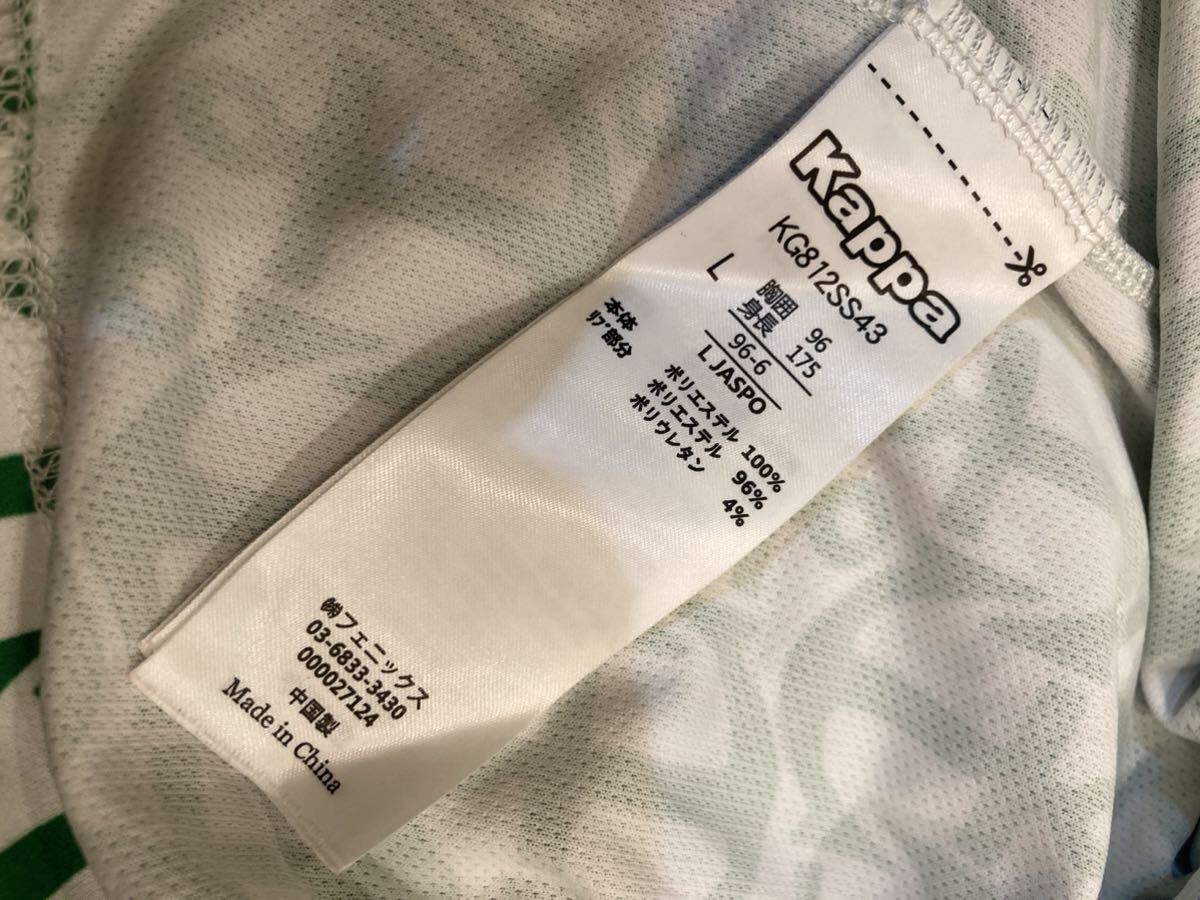 Kappa
KG812SS43
L 胸囲 96
身長 175
96-6
L JASPO
本体 ポリエステル 100%
ﾘﾌﾞ部分 ポリエステル 96%
ポリウレタン 4%
㈱フェニックス
03-6833-3430
000027124
中国製
Made in China